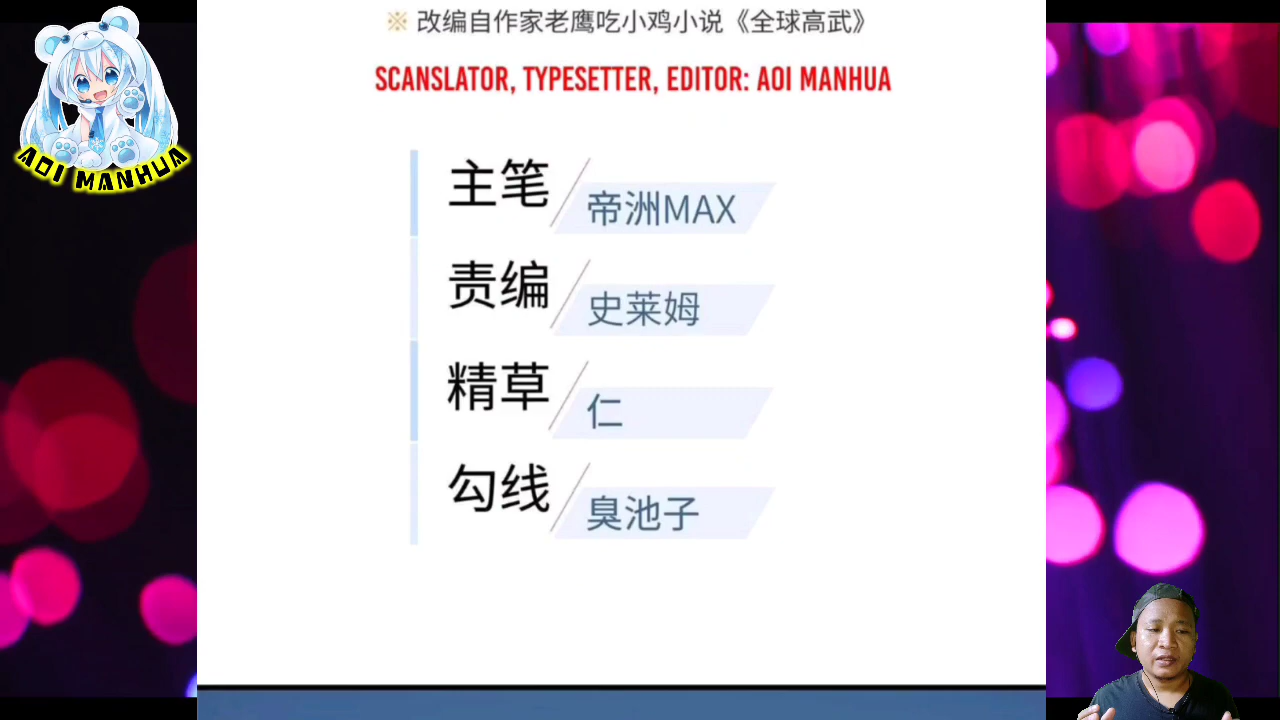 ※ 改编自作家老鹰吃小鸡小说《全球高武》
SCANSLATOR, TYPESETTER, EDITOR: AOI MANHUA
AOI MANHUA
主笔 帝洲MAX
责编 史莱姆
精草 仁
勾线 臭池子